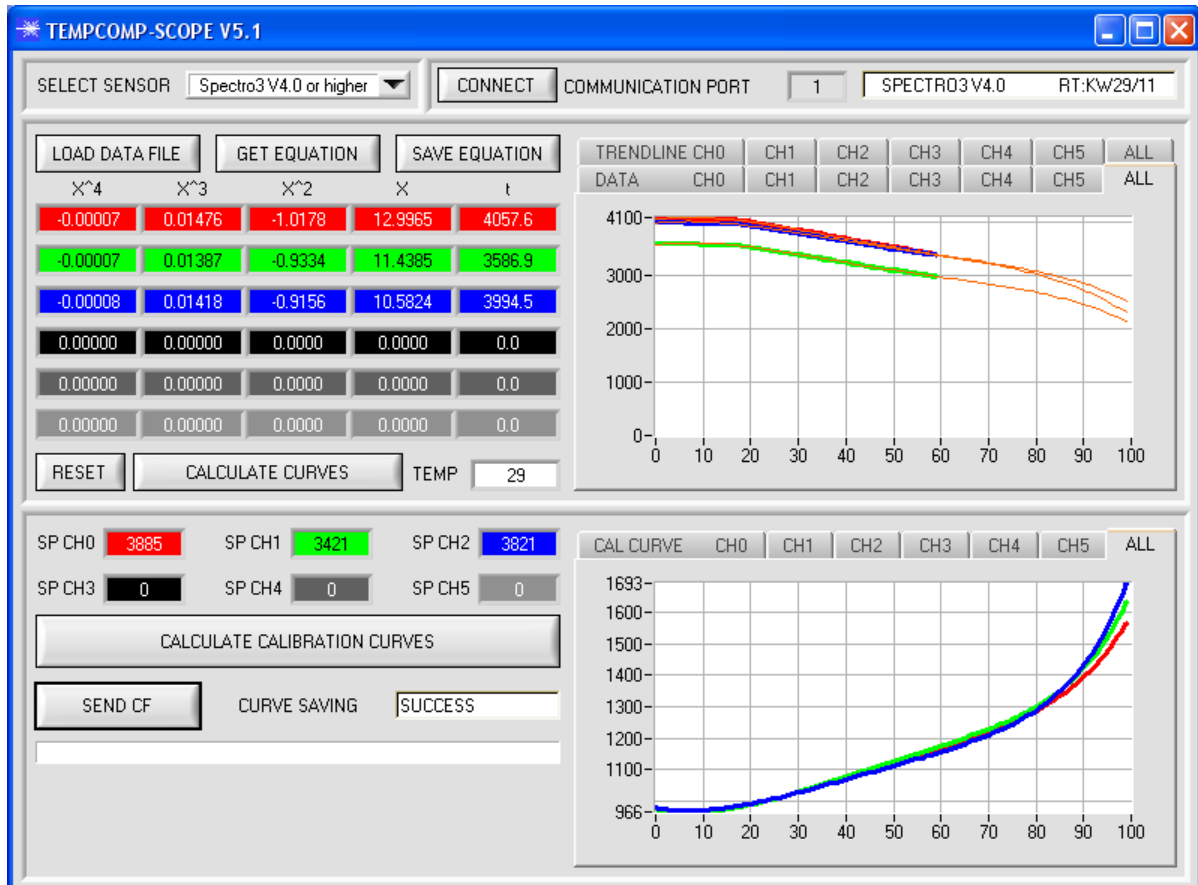 TEMPCOMP-SCOPE V5.1
SELECT SENSOR Spectro3 V4.0 or higher CONNECT COMMUNICATION PORT 1 SPECTRO3 V4.0 RT:KW29/11
LOAD DATA FILE GET EQUATION SAVE EQUATION
X^4 X^3 X^2 X t
-0.00007 0.01476 -1.0178 12.9965 4057.6
-0.00007 0.01387 -0.9334 11.4385 3586.9
-0.00008 0.01418 -0.9156 10.5824 3994.5
0.00000 0.00000 0.0000 0.0000 0.0
0.00000 0.00000 0.0000 0.0000 0.0
0.00000 0.00000 0.0000 0.0000 0.0
RESET CALCULATE CURVES TEMP 29
TRENDLINE CH0 CH1 CH2 CH3 CH4 CH5 ALL
DATA CH0 CH1 CH2 CH3 CH4 CH5 ALL
4100
3000
2000
1000
0
0 10 20 30 40 50 60 70 80 90 100
SP CH0 3885 SP CH1 3421 SP CH2 3821
SP CH3 0 SP CH4 0 SP CH5 0
CALCULATE CALIBRATION CURVES
SEND CF CURVE SAVING SUCCESS
CAL CURVE CH0 CH1 CH2 CH3 CH4 CH5 ALL
1693
1600
1500
1400
1300
1200
1100
966
0 10 20 30 40 50 60 70 80 90 100